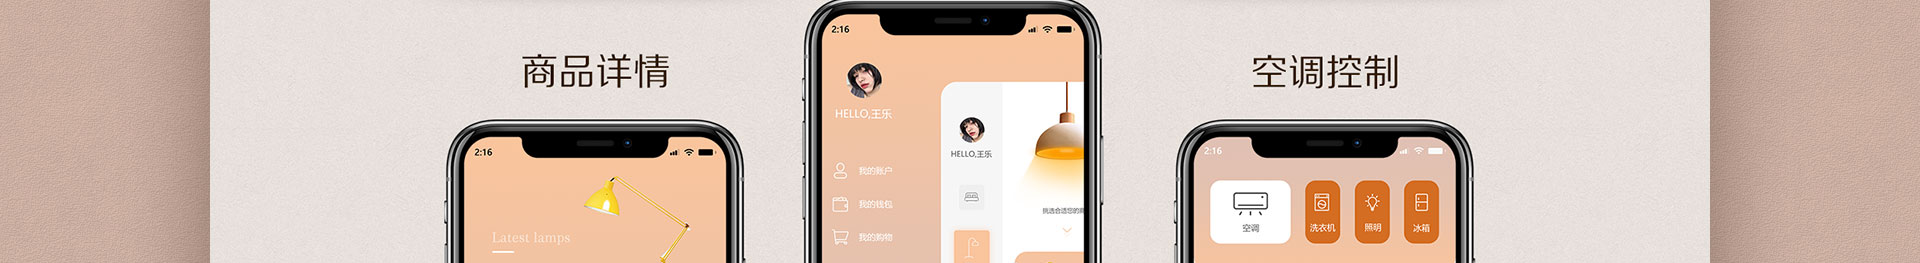 商品详情
2:16
Latest lamps
2:16
HELLO,王乐
我的账户
我的钱包
我的购物
HELLO,王乐
挑选合适您的商
空调控制
2:16
空调
洗衣机
照明
冰箱